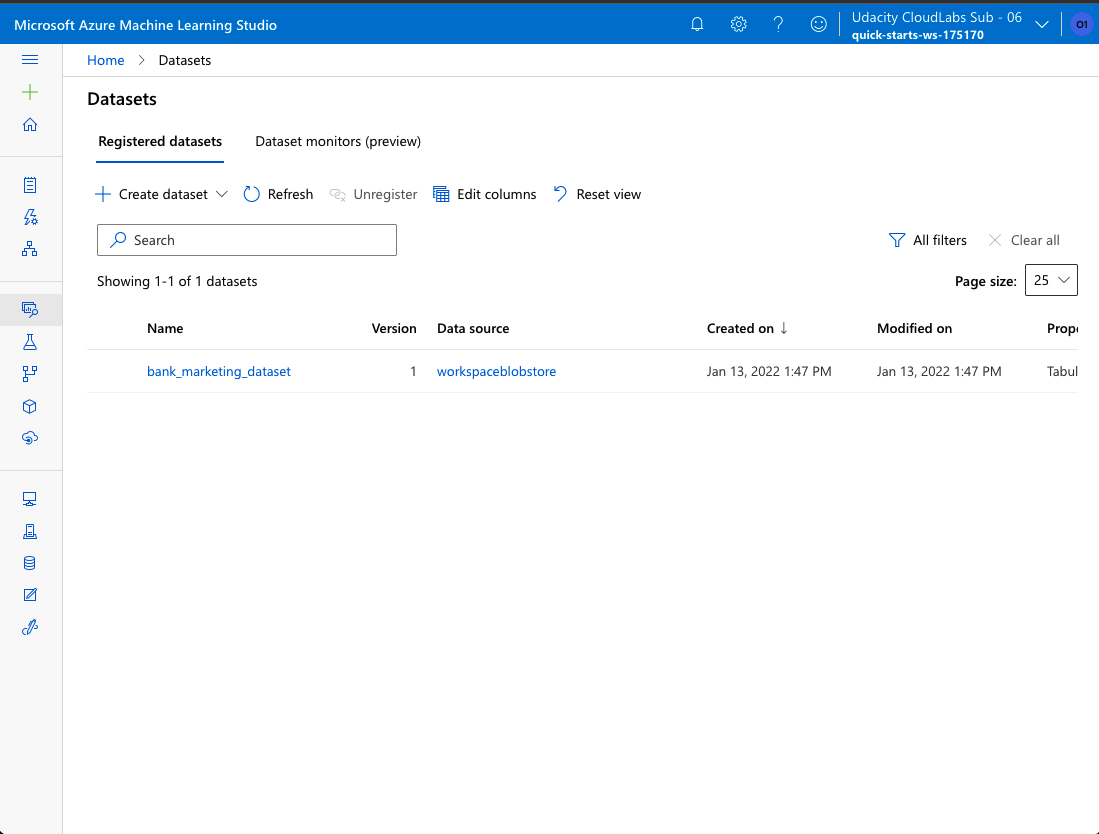 Microsoft Azure Machine Learning Studio
Udacity CloudLabs Sub - 06
quick-starts-ws-175170
O1
Home > Datasets
Datasets
Registered datasets Dataset monitors (preview)
Create dataset Refresh Unregister Edit columns Reset view
Search
All filters Clear all
Showing 1-1 of 1 datasets
Page size: 25
Name Version Data source Created on ↓ Modified on Prope
bank_marketing_dataset 1 workspaceblobstore Jan 13, 2022 1:47 PM Jan 13, 2022 1:47 PM Tabul